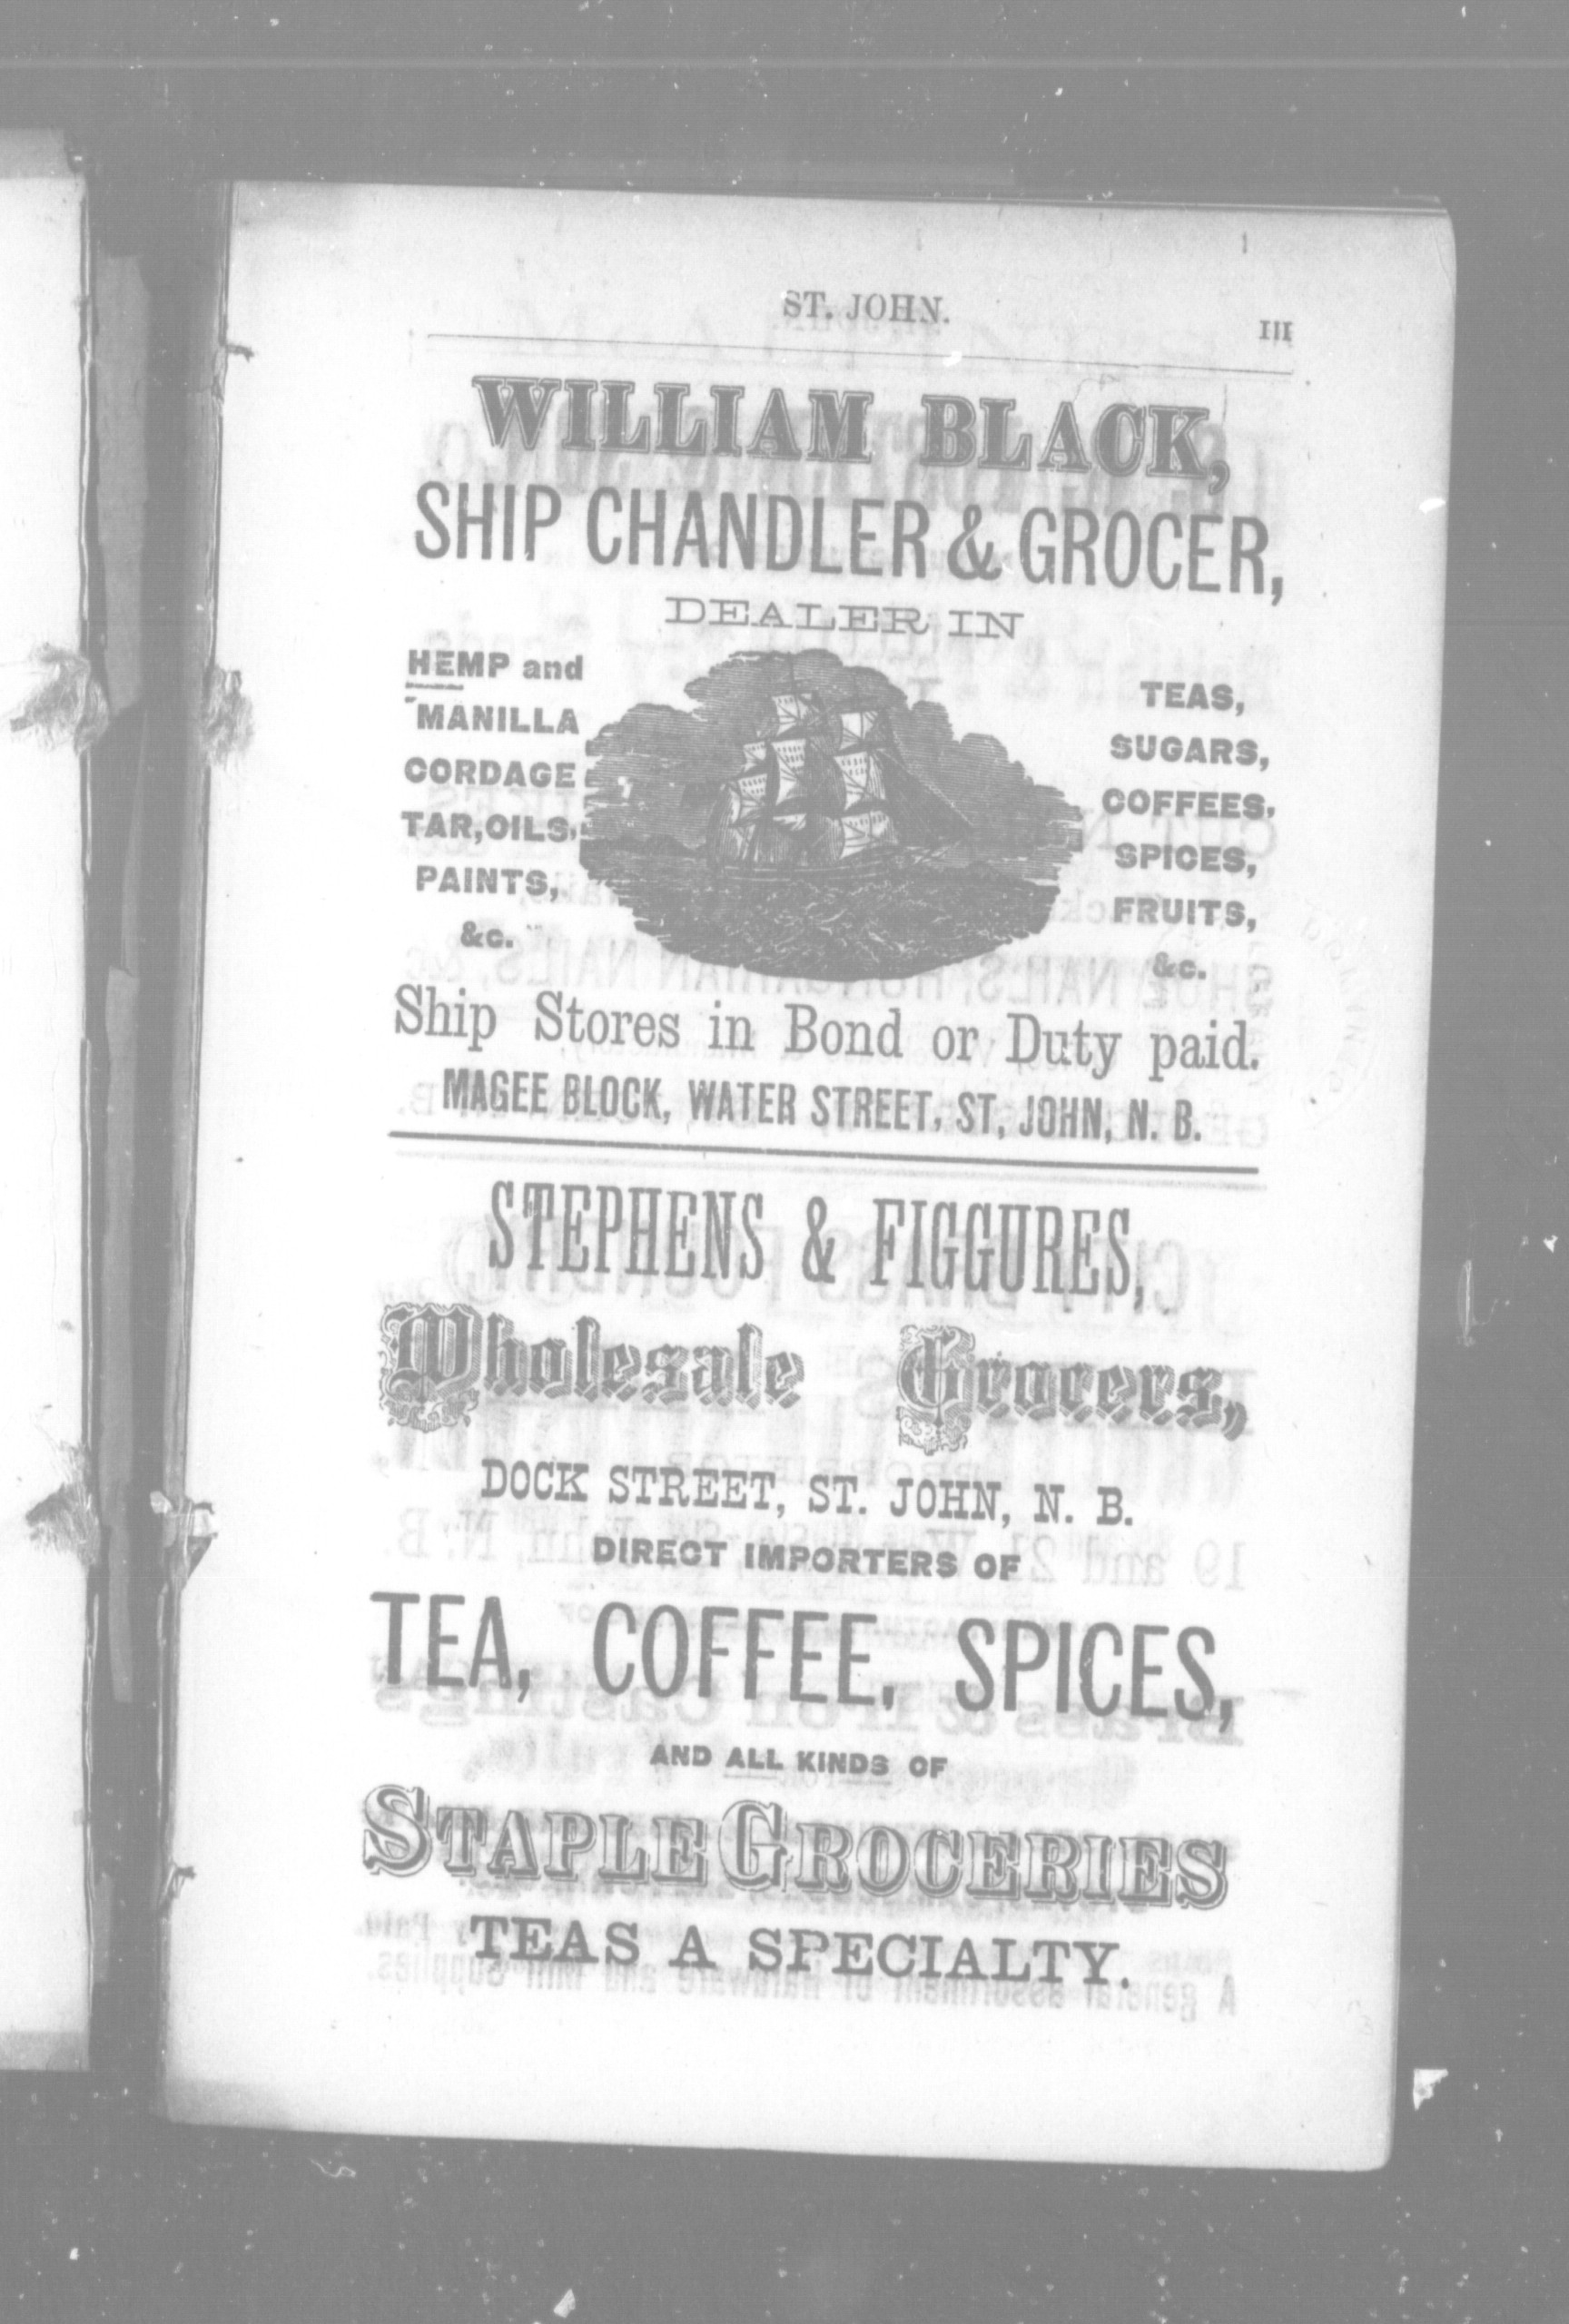 ST. JOHN.
III
WILLIAM BLACK,
SHIP CHANDLER & GROCER,
DEALER IN
HEMP and
MANILLA
CORDAGE
TAR, OILS,
PAINTS,
&c.
TEAS,
SUGARS,
COFFEES,
SPICES,
FRUITS,
&c.
Ship Stores in Bond or Duty paid.
MAGEE BLOCK, WATER STREET, ST, JOHN, N. B.
STEPHENS & FIGGURES,
Wholesale Grocers,
DOCK STREET, ST. JOHN, N. B.
DIRECT IMPORTERS OF
TEA, COFFEE, SPICES,
AND ALL KINDS OF
STAPLE GROCERIES
TEAS A SPECIALTY.